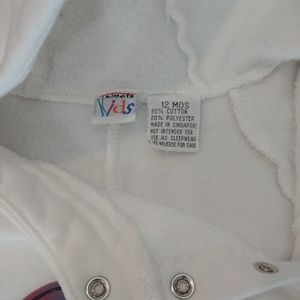 Talbots
Kids
12 MOS
80% COTTON
20% POLYESTER
MADE IN SINGAPORE
NOT INTENDED FOR
USE AS SLEEPWEAR
SEE REVERSE FOR CARE